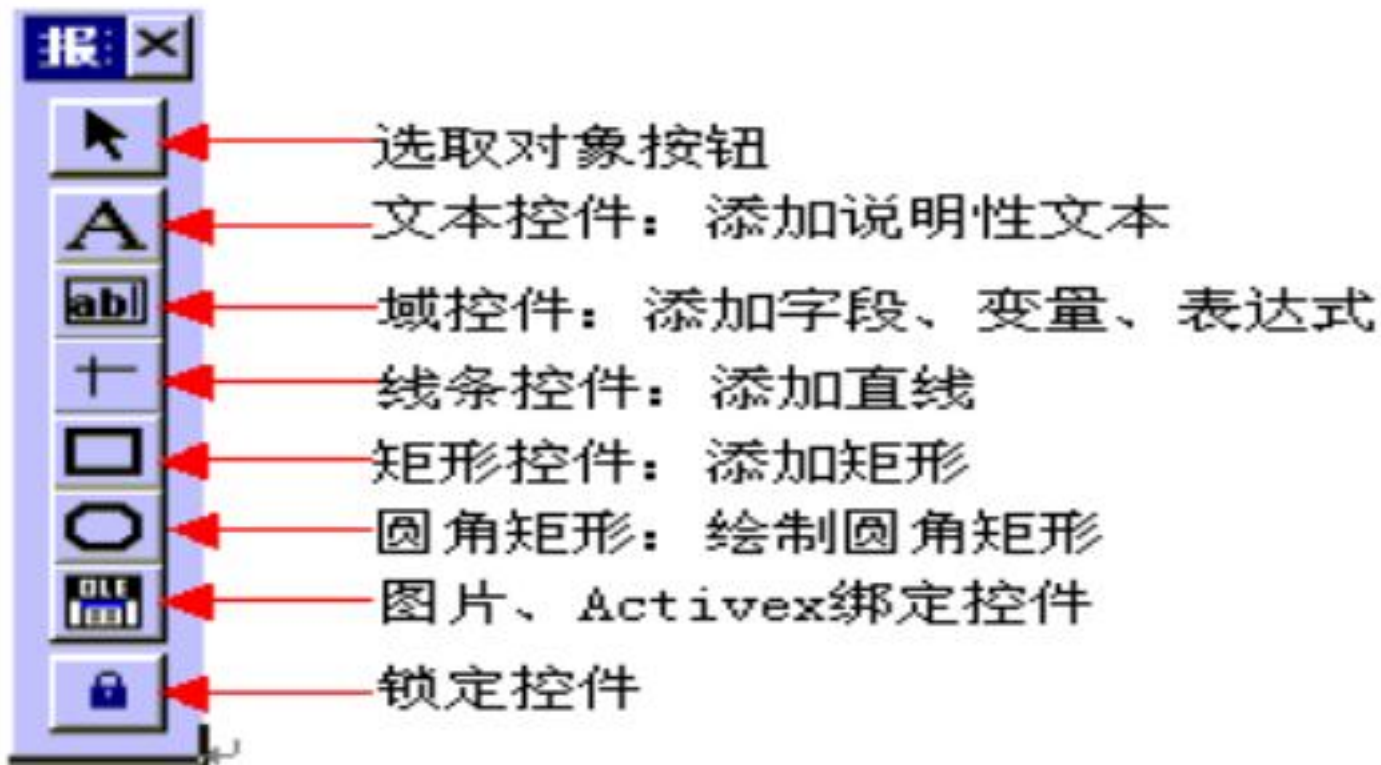 报
选取对象按钮
A 文本控件：添加说明性文本
ab 域控件：添加字段、变量、表达式
线条控件：添加直线
矩形控件：添加矩形
圆角矩形：绘制圆角矩形
OLE 图片、Activex绑定控件
锁定控件